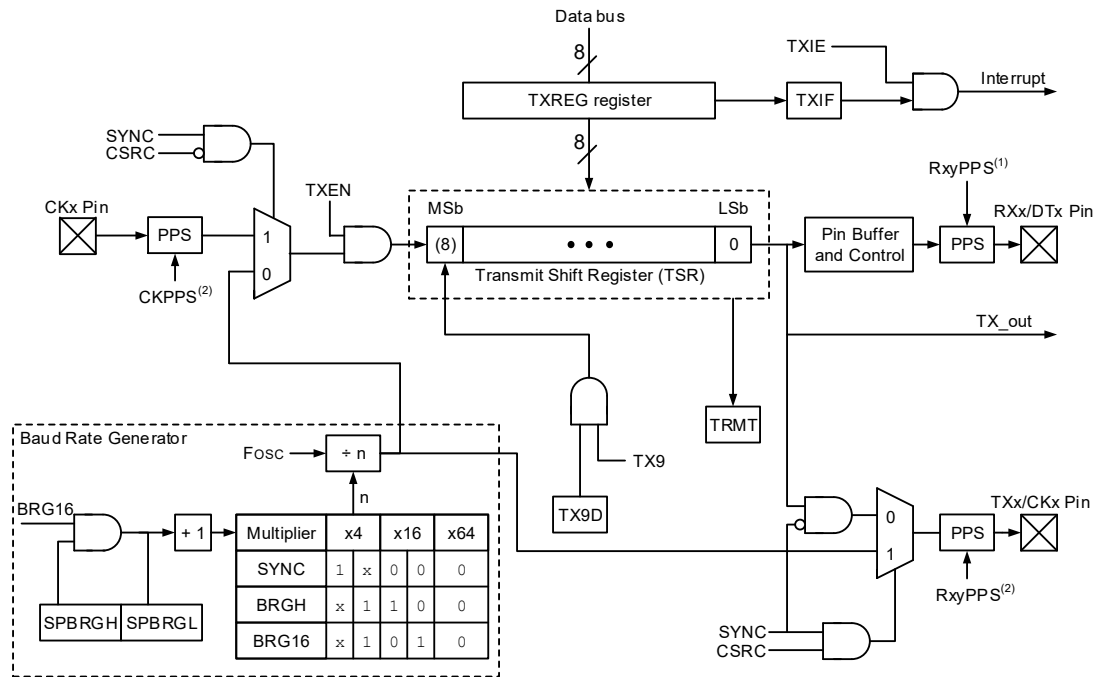 Data bus
8
TXIE
TXREG register
TXIF
Interrupt
8
SYNC
CSRC
RxyPPS(1)
TXEN
CKx Pin
MSb
LSb
RXx/DTx Pin
PPS
1
0
(8)
• • •
0
Pin Buffer
and Control
PPS
Transmit Shift Register (TSR)
CKPPS(2)
TX_out
TRMT
Baud Rate Generator
Fosc
÷ n
TX9
n
TX9D
TXx/CKx Pin
BRG16
+ 1
Multiplier x4 x16 x64
SYNC 1 x 0 0 0
BRGH x 1 1 0 0
BRG16 x 1 0 1 0
SPBRGH SPBRGL
0
1
PPS
RxyPPS(2)
SYNC
CSRC